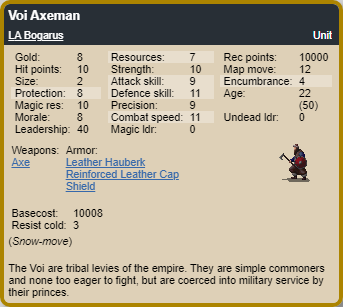 Voi Axeman
LA Bogarus Unit
Gold: 8 Resources: 7 Rec points: 10000
Hit points: 10 Strength: 10 Map move: 12
Size: 2 Attack skill: 9 Encumbrance: 4
Protection: 8 Defence skill: 11 Age: 22
Magic res: 10 Precision: 9 (50)
Morale: 8 Combat speed: 11 Undead ldr: 0
Leadership: 40 Magic ldr: 0
Weapons: Armor:
Axe Leather Hauberk
Reinforced Leather Cap
Shield
Basecost: 10008
Resist cold: 3
(Snow-move)
The Voi are tribal levies of the empire. They are simple commoners
and none too eager to fight, but are coerced into military service by
their princes.